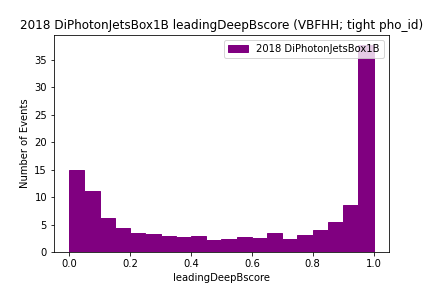 2018 DiPhotonJetsBox1B leadingDeepBscore (VBFHH; tight pho_id)
2018 DiPhotonJetsBox1B
Number of Events
35
30
25
20
15
10
5
0
0.0 0.2 0.4 0.6 0.8 1.0
leadingDeepBscore